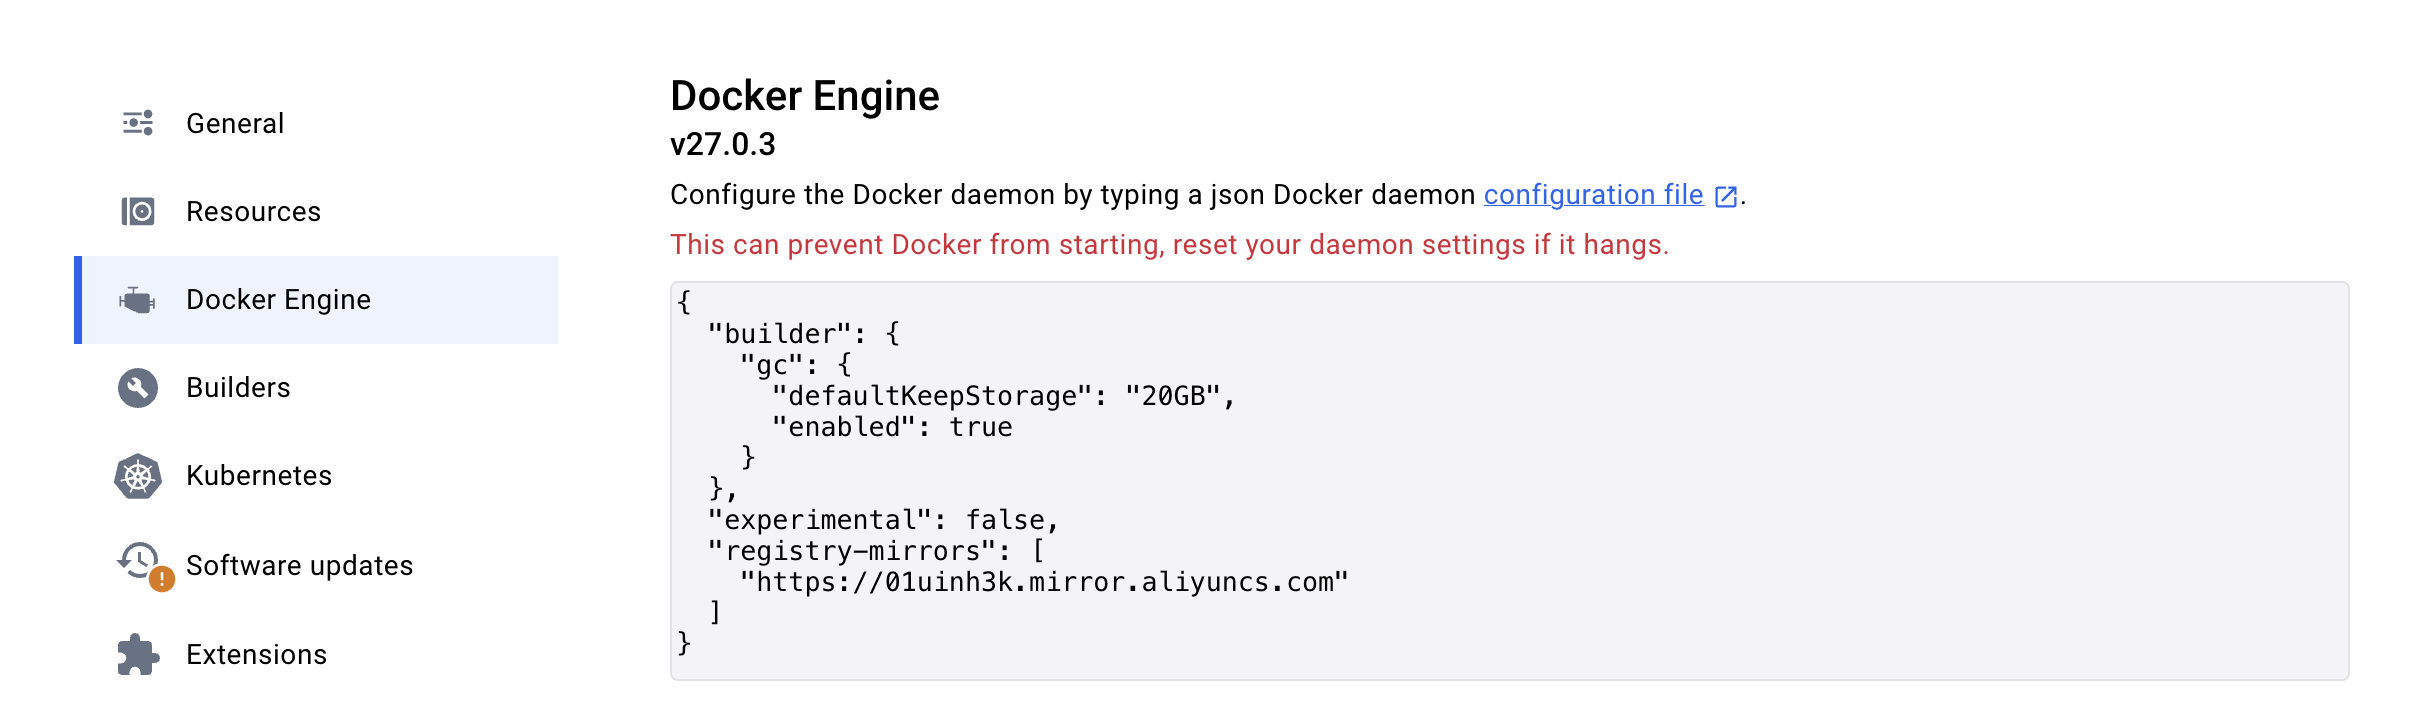 General
Resources
Docker Engine
Builders
Kubernetes
Software updates
Extensions
Docker Engine
v27.0.3
Configure the Docker daemon by typing a json Docker daemon configuration file.
This can prevent Docker from starting, reset your daemon settings if it hangs.
{
  "builder": {
    "gc": {
      "defaultKeepStorage": "20GB",
      "enabled": true
    }
  },
  "experimental": false,
  "registry-mirrors": [
    "https://01uinh3k.mirror.aliyuncs.com"
  ]
}